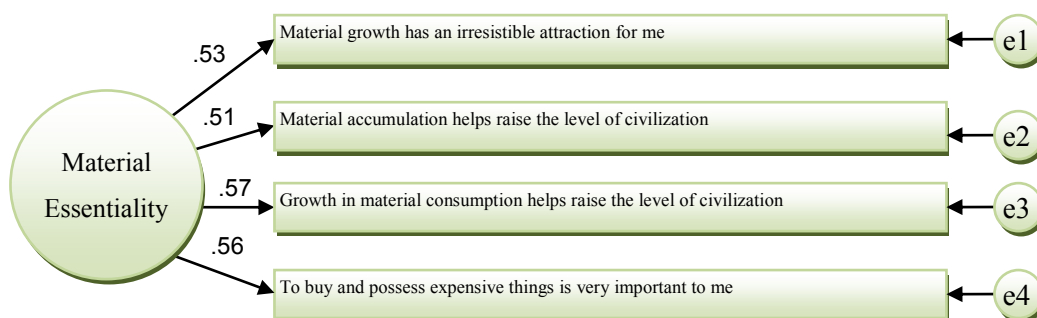 Material growth has an irresistible attraction for me
e1
.53
Material accumulation helps raise the level of civilization
e2
.51
Material
Essentiality
.57
Growth in material consumption helps raise the level of civilization
e3
.56
To buy and possess expensive things is very important to me
e4